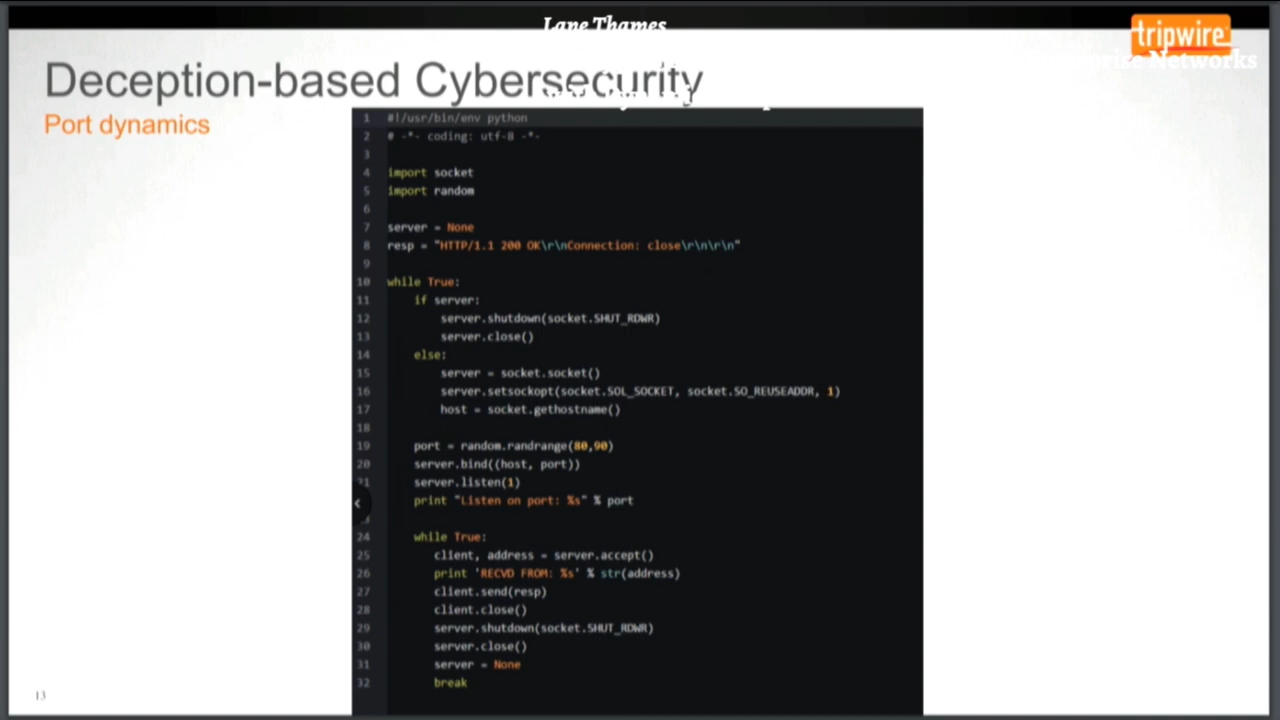 Lane Thames
tripwire
Networks
Deception-based Cybersecurity
Port dynamics
1 #!/usr/bin/env python
2 # -*- coding: utf-8 -*-
3
4 import socket
5 import random
6
7 server = None
8 resp = "HTTP/1.1 200 OK\r\nConnection: close\r\n\r\n"
9
10 while True:
11 if server:
12 server.shutdown(socket.SHUT_RDWR)
13 server.close()
14 else:
15 server = socket.socket()
16 server.setsockopt(socket.SOL_SOCKET, socket.SO_REUSEADDR, 1)
17 host = socket.gethostname()
18
19 port = random.randrange(80,90)
20 server.bind((host, port))
21 server.listen(1)
print "Listen on port: %s" % port
24 while True:
25 client, address = server.accept()
26 print 'RECVD FROM: %s' % str(address)
27 client.send(resp)
28 client.close()
29 server.shutdown(socket.SHUT_RDWR)
30 server.close()
31 server = None
32 break
13